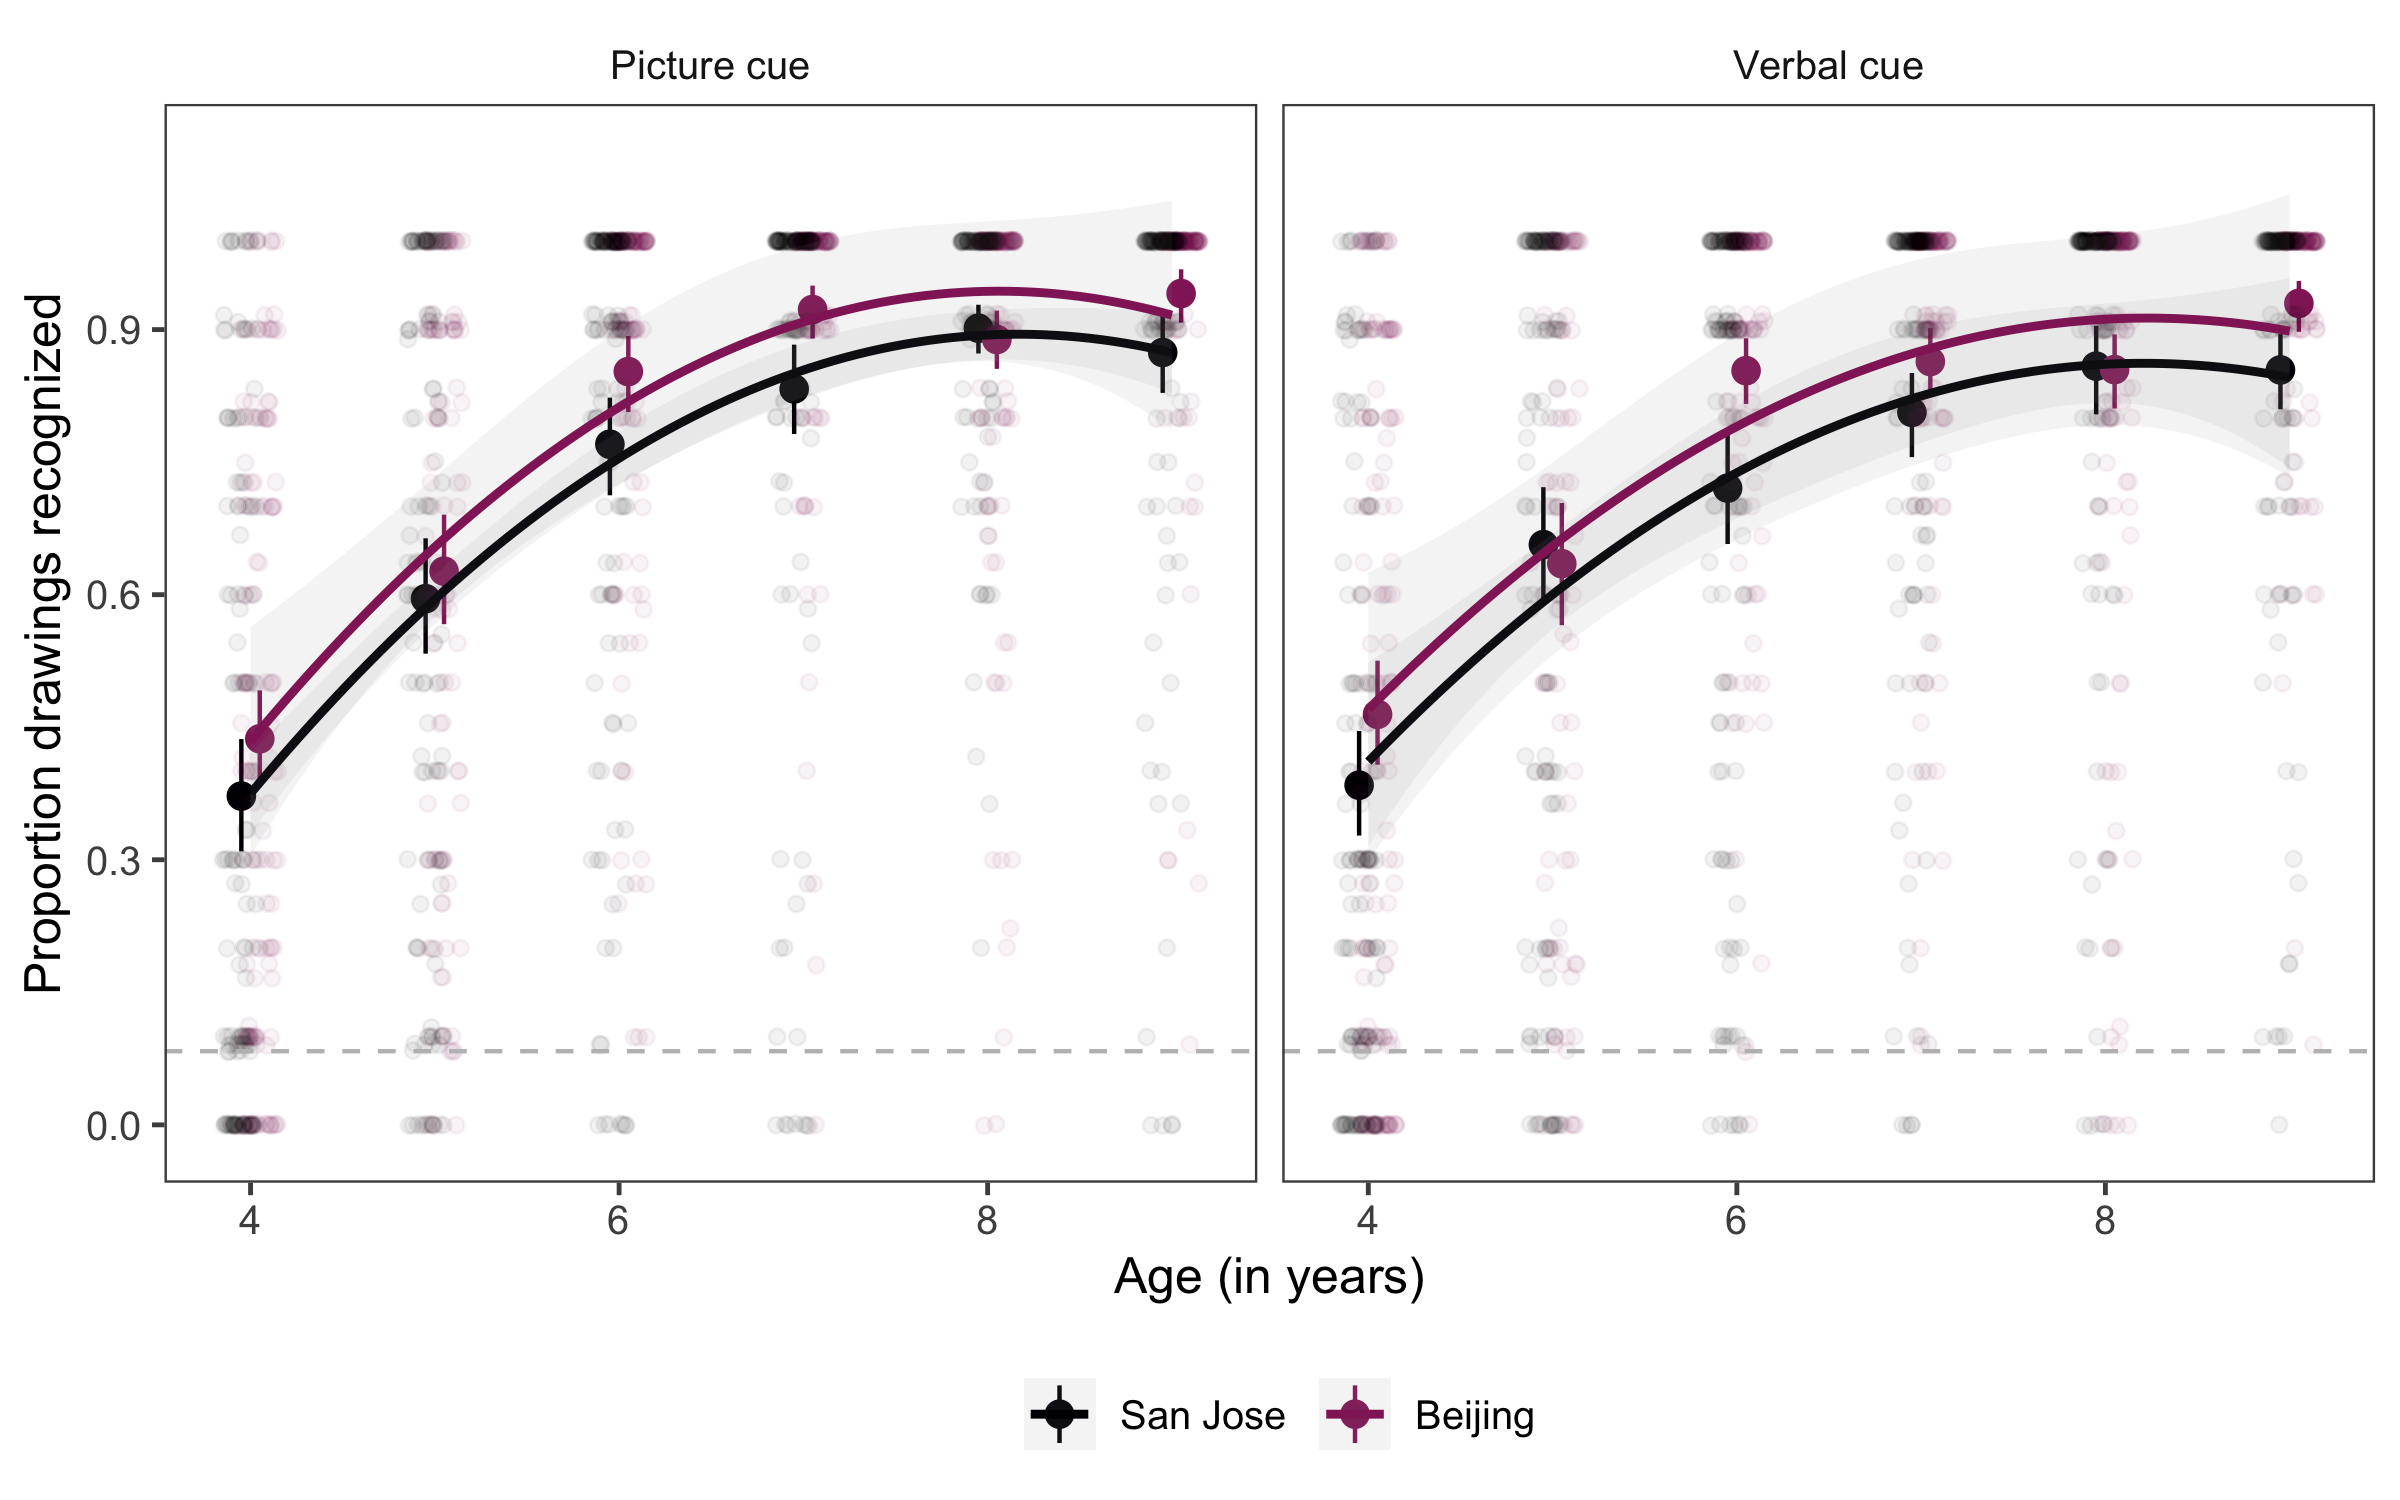 Picture cue
Verbal cue
Proportion drawings recognized
0.9
0.6
0.3
0.0
4 6 8
4 6 8
Age (in years)
San Jose Beijing